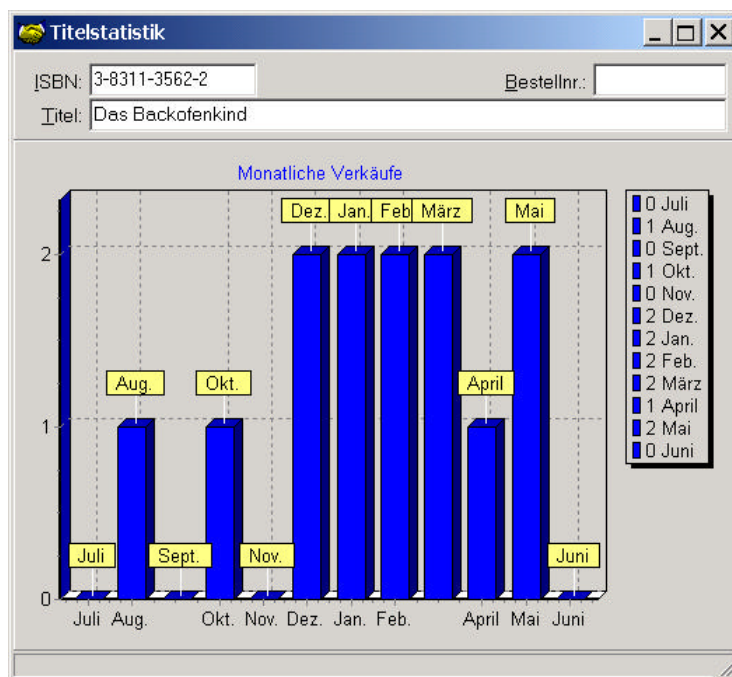 Titelstatistik
ISBN: 3-8311-3562-2 Bestellnr.:
Titel: Das Backofenkind
Monatliche Verkäufe
Dez. Jan. Feb März Mai
2
Aug. Okt. April
1
Juli Sept. Nov. Juni
0
Juli Aug. Okt. Nov. Dez. Jan. Feb. April Mai Juni
0 Juli
1 Aug.
0 Sept.
1 Okt.
0 Nov.
2 Dez.
2 Jan.
2 Feb.
2 März
1 April
2 Mai
0 Juni